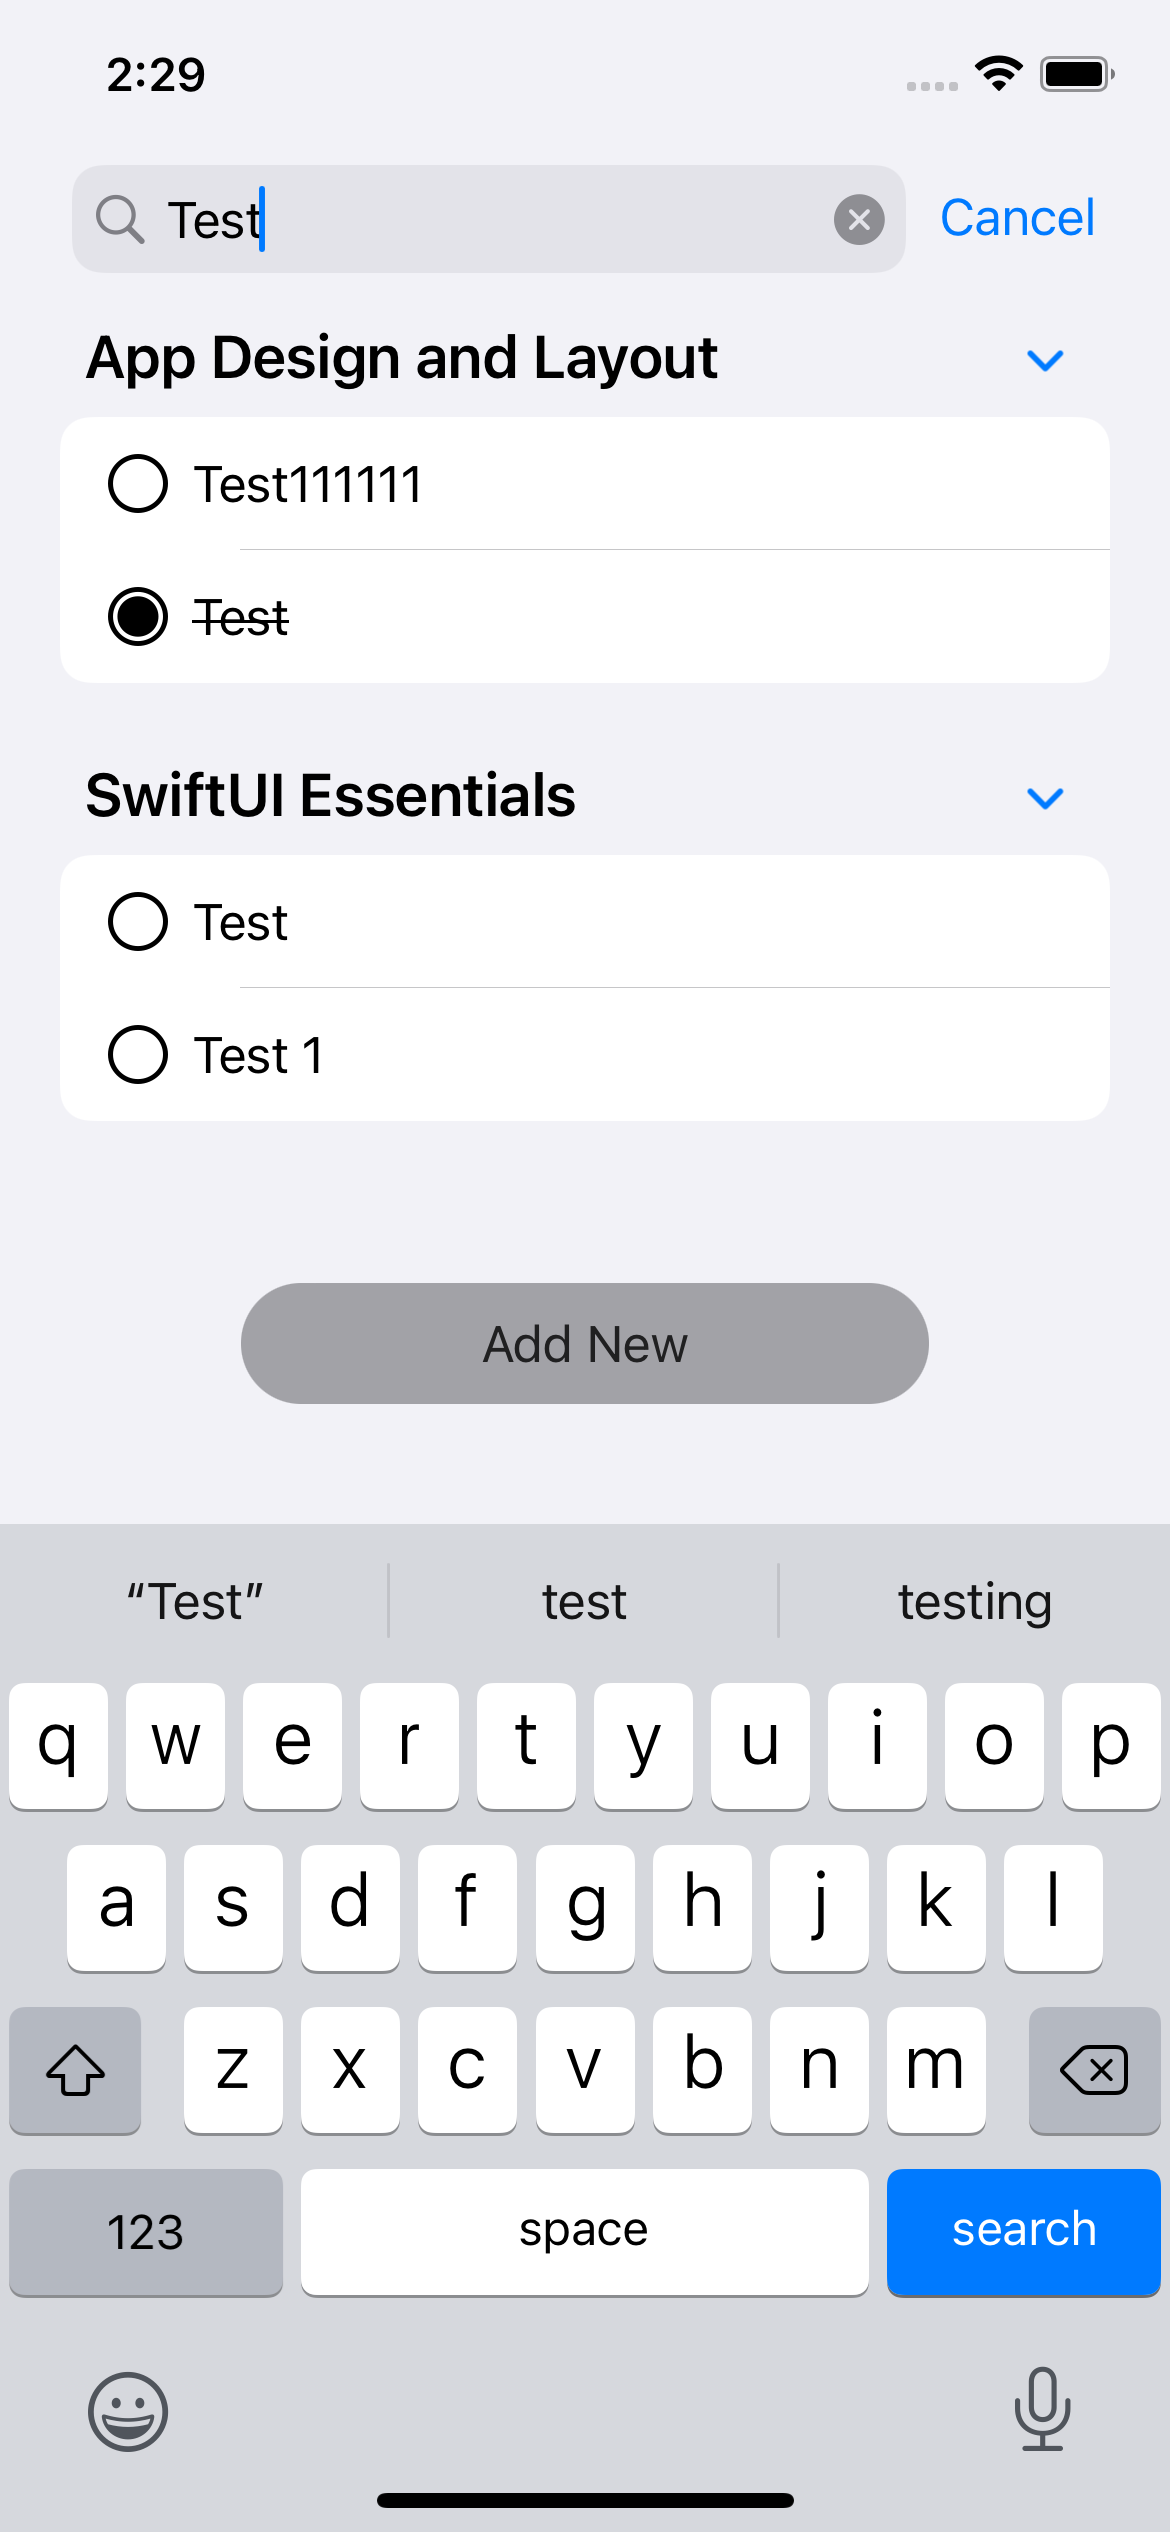 2:29
Test
Cancel
App Design and Layout
Test111111
Test
SwiftUI Essentials
Test
Test 1
Add New
“Test” test testing
q w e r t y u i o p
a s d f g h j k l
z x c v b n m
123 space search